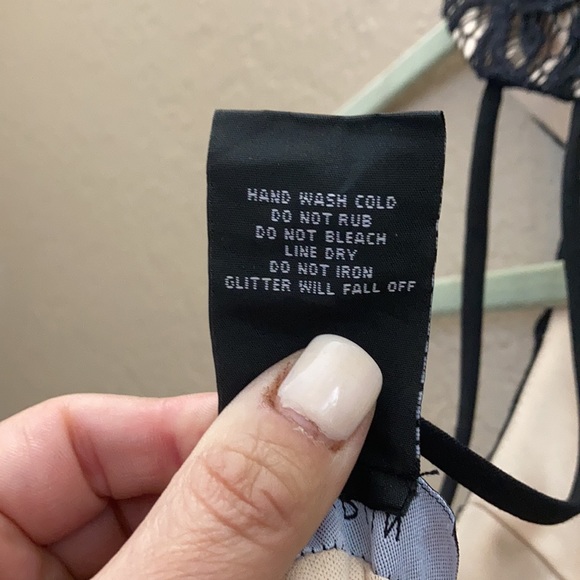 HAND WASH COLD
DO NOT RUB
DO NOT BLEACH
LINE DRY
DO NOT IRON
GLITTER WILL FALL OFF